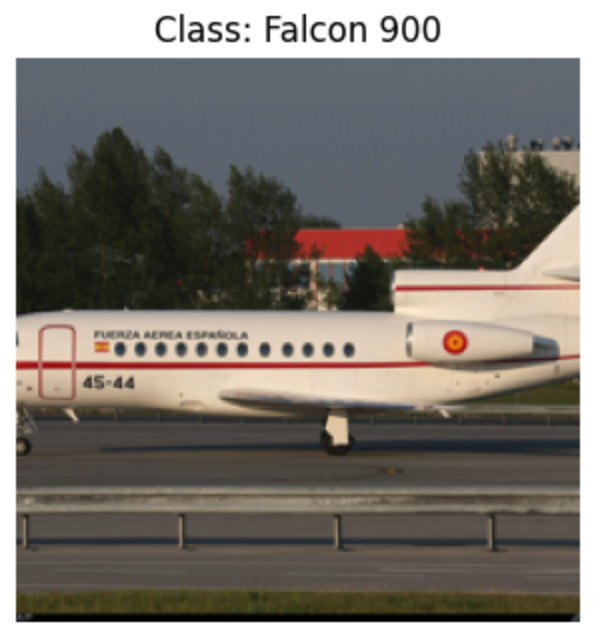 Class: Falcon 900
FUERZA AEREA ESPAÑOLA
45-44